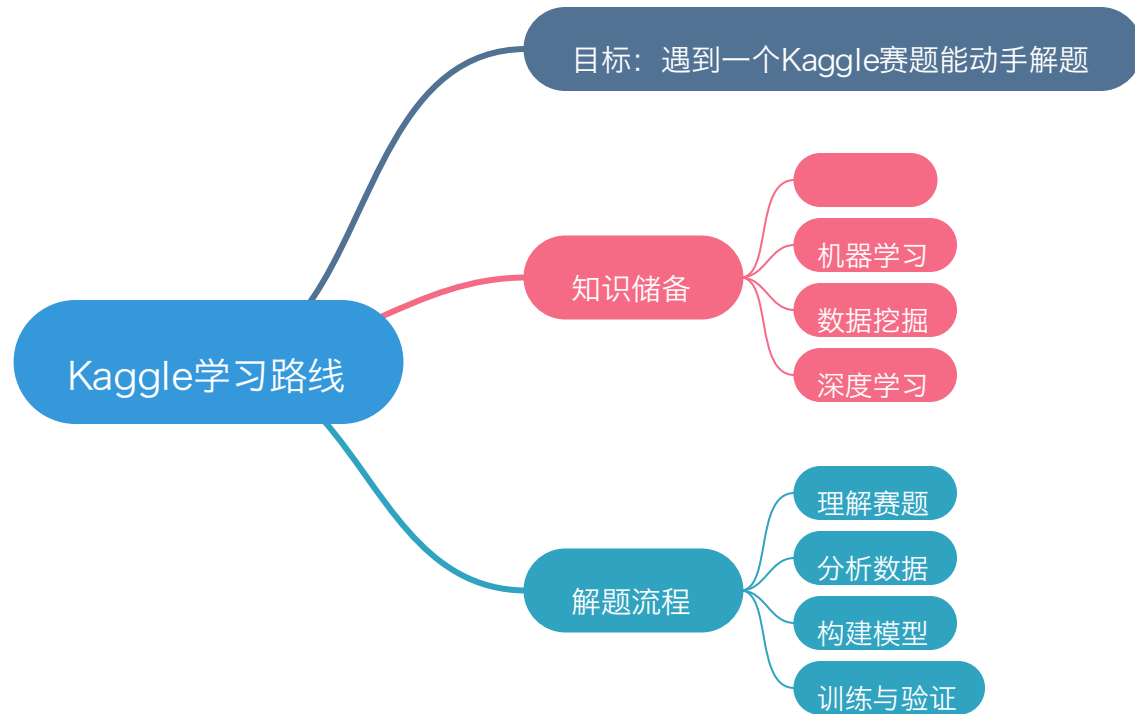 目标：遇到一个Kaggle赛题能动手解题
知识储备
机器学习
数据挖掘
深度学习
Kaggle学习路线
解题流程
理解赛题
分析数据
构建模型
训练与验证